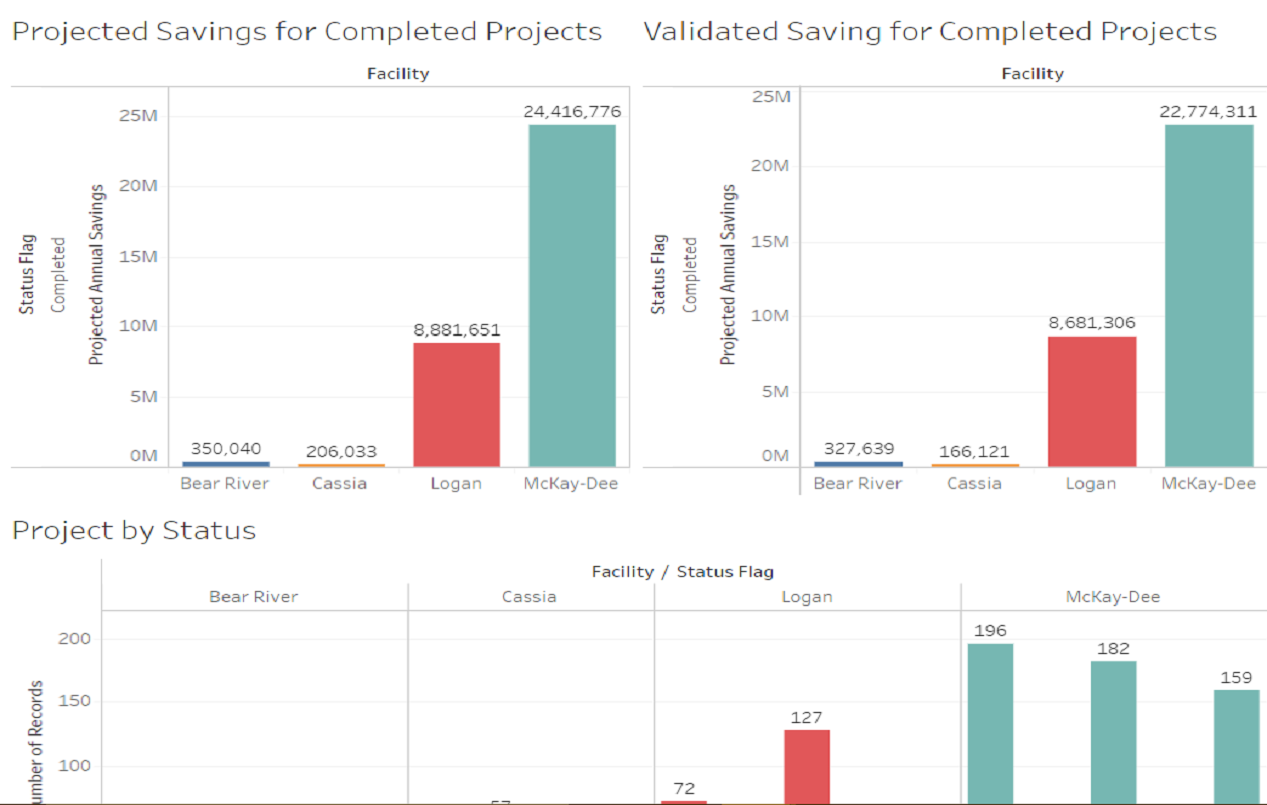 Projected Savings for Completed Projects
Facility
Status Flag
Completed
Projected Annual Savings
25M
20M
15M
10M
5M
0M
350,040
206,033
8,881,651
24,416,776
Bear River Cassia Logan McKay-Dee
Validated Saving for Completed Projects
Facility
Status Flag
Completed
Projected Annual Savings
25M
20M
15M
10M
5M
0M
327,639
166,121
8,681,306
22,774,311
Bear River Cassia Logan McKay-Dee
Project by Status
Facility / Status Flag
Bear River Cassia Logan McKay-Dee
umber of Records
200
150
100
72
127
196
182
159